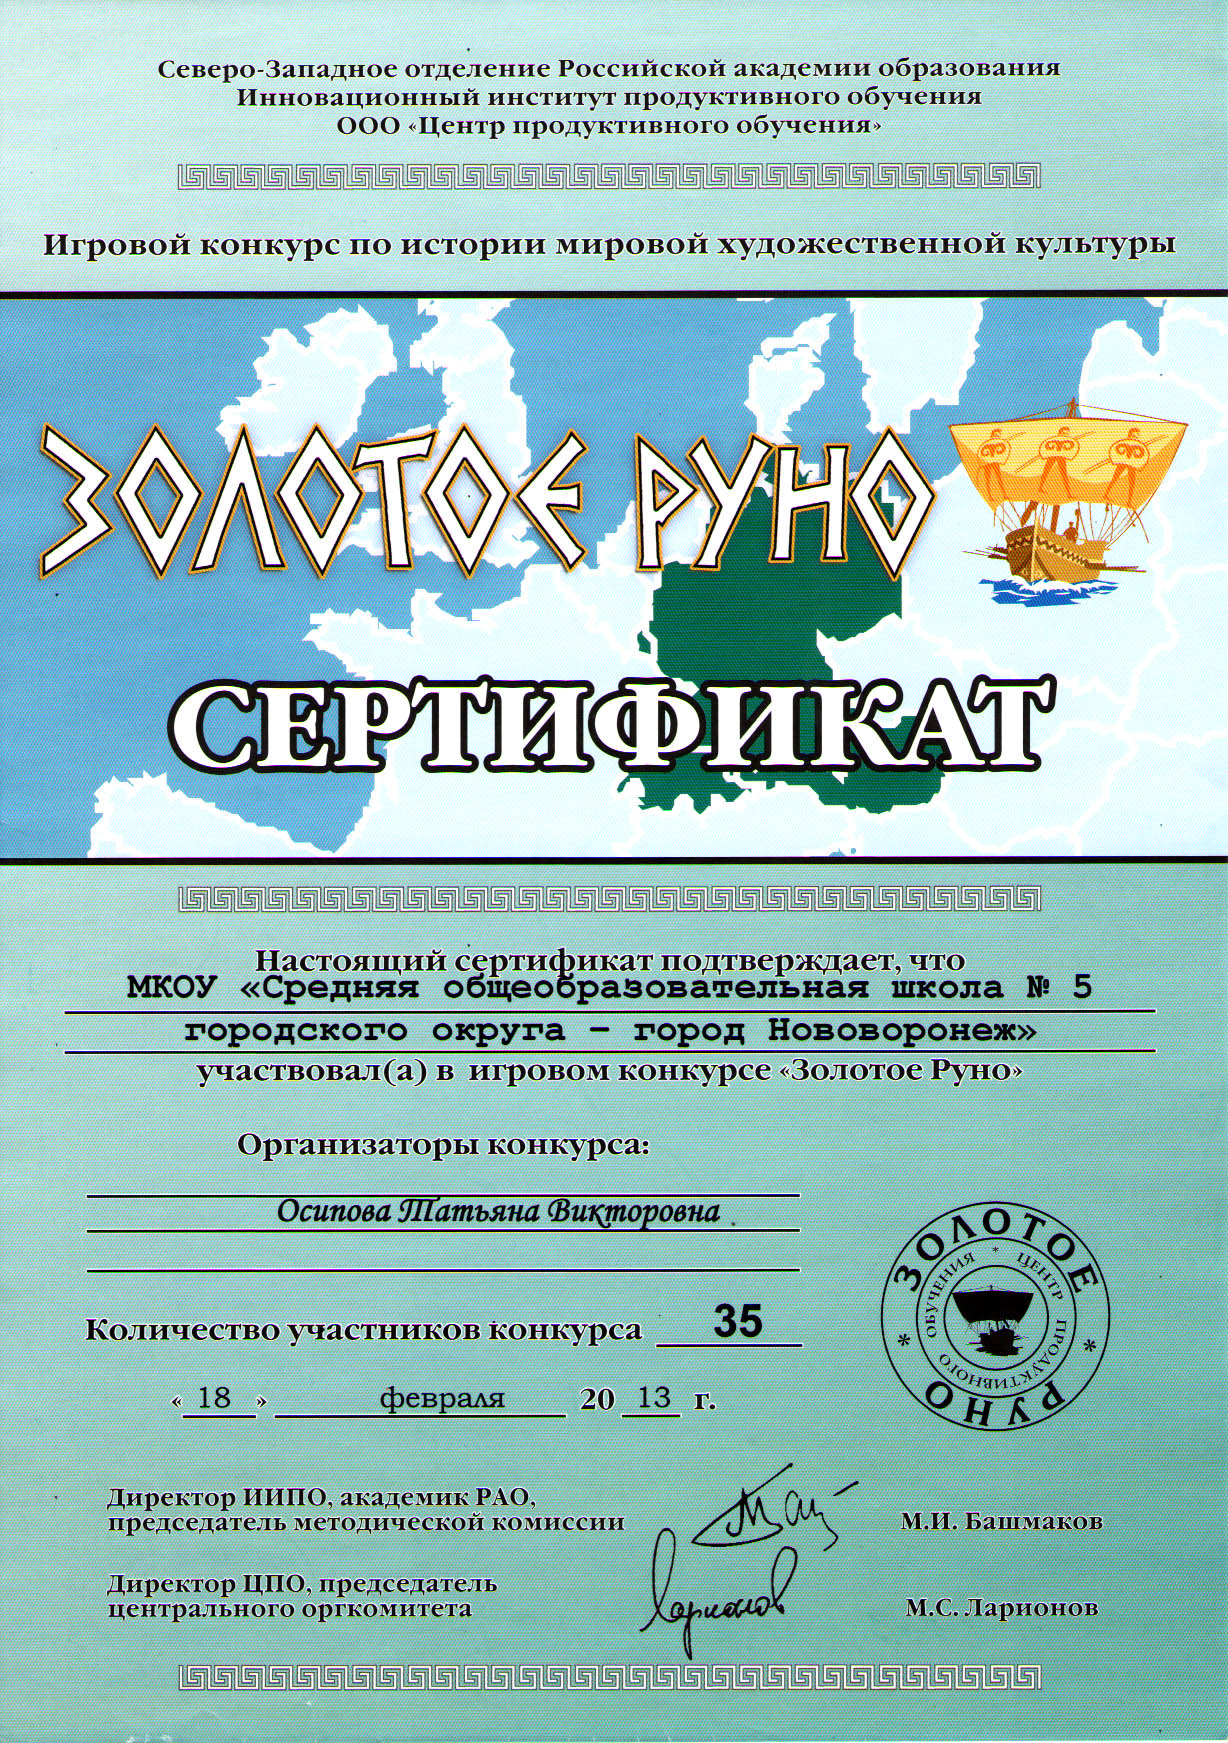 Северо-Западное отделение Российской академии образования
Инновационный институт продуктивного обучения
ООО «Центр продуктивного обучения»
Игровой конкурс по истории мировой художественной культуры
ЗОЛОТОЕ РУНО
СЕРТИФИКАТ
Настоящий сертификат подтверждает, что
МКОУ «Средняя общеобразовательная школа № 5
городского округа – город Нововоронеж»
участвовал(а) в игровом конкурсе «Золотое Руно»
Организаторы конкурса:
Осипова Татьяна Викторовна
Количество участников конкурса 35
« 18 » февраля 20 13 г.
ЗОЛОТОЕ * РУНО *
* ЦЕНТР ПРОДУКТИВНОГО ОБУЧЕНИЯ
Директор ИИПО, академик РАО,
председатель методической комиссии
М.И. Башмаков
Директор ЦПО, председатель
центрального оргкомитета
Ларионов
М.С. Ларионов